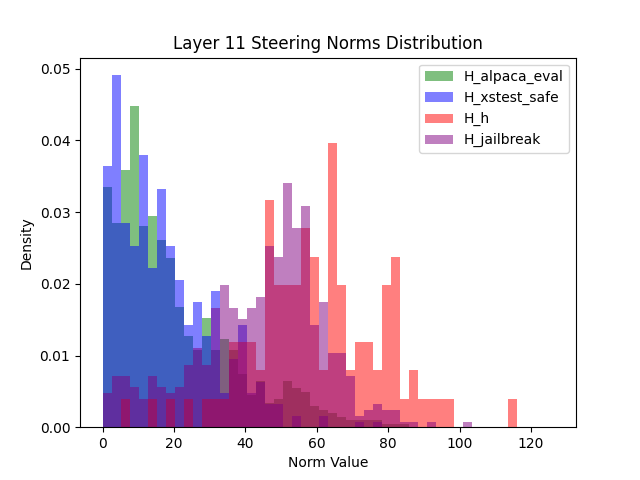 Layer 11 Steering Norms Distribution
H_alpaca_eval
H_xstest_safe
H_h
H_jailbreak
0.05
0.04
0.03
0.02
0.01
0.00
Density
0 20 40 60 80 100 120
Norm Value